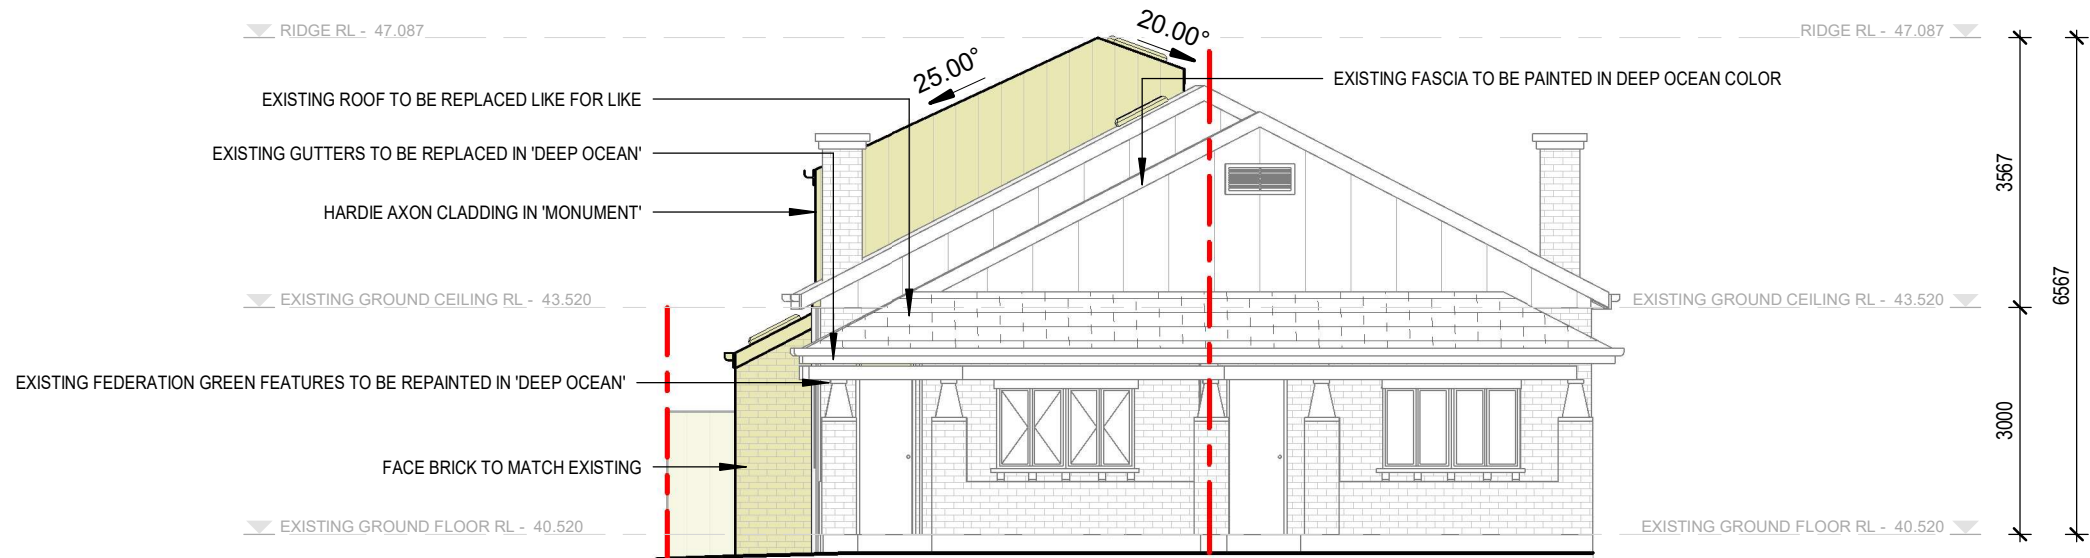 RIDGE RL - 47.087
20.00°
RIDGE RL - 47.087
25.00°
EXISTING FASCIA TO BE PAINTED IN DEEP OCEAN COLOR
EXISTING ROOF TO BE REPLACED LIKE FOR LIKE
EXISTING GUTTERS TO BE REPLACED IN 'DEEP OCEAN'
3567
HARDIE AXON CLADDING IN 'MONUMENT'
6567
EXISTING GROUND CEILING RL - 43.520
EXISTING GROUND CEILING RL - 43.520
EXISTING FEDERATION GREEN FEATURES TO BE REPAINTED IN 'DEEP OCEAN'
3000
FACE BRICK TO MATCH EXISTING
EXISTING GROUND FLOOR RL - 40.520
EXISTING GROUND FLOOR RL - 40.520